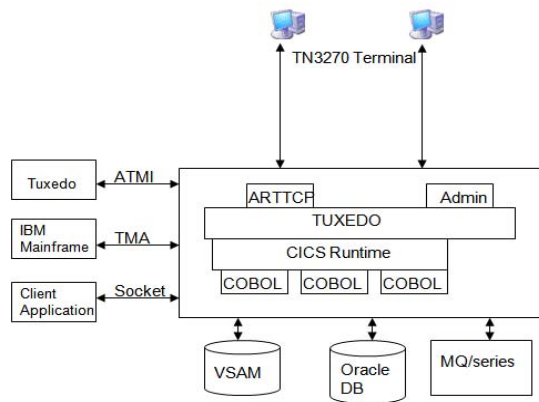 TN3270 Terminal
Tuxedo
ATMI
ARTTCP
Admin
TUXEDO
IBM
Mainframe
TMA
CICS Runtime
COBOL
COBOL
COBOL
Client
Application
Socket
VSAM
Oracle
DB
MQ/series